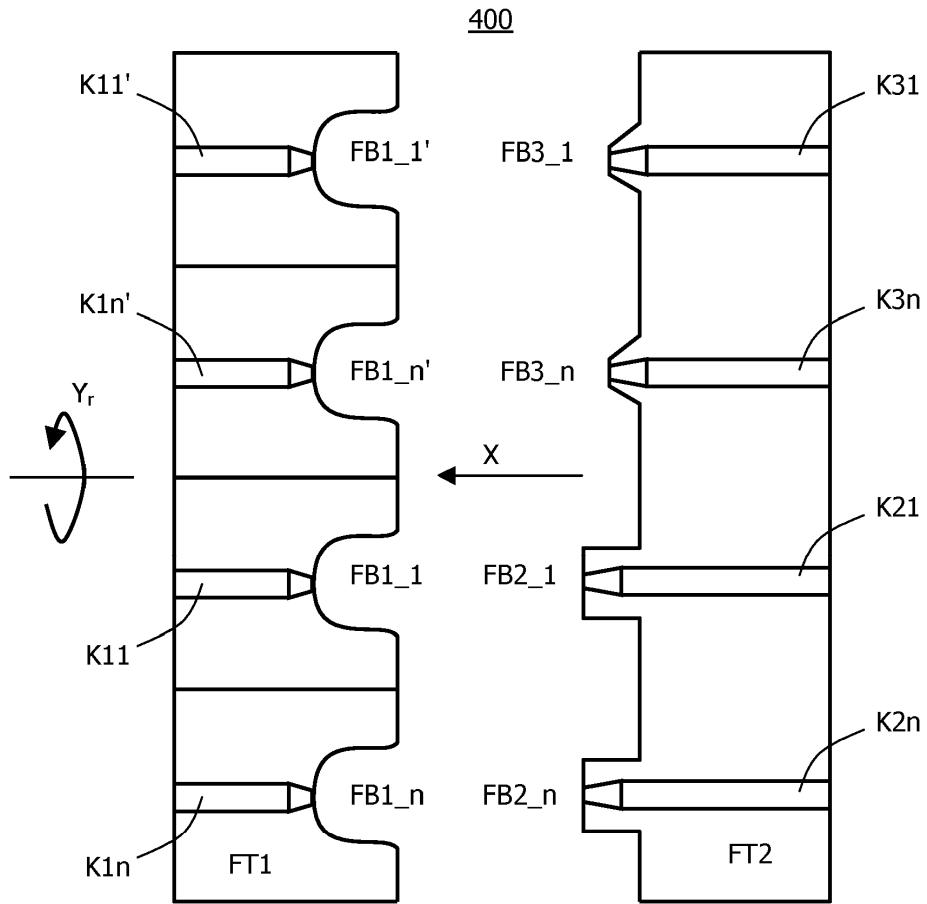 400
K11'
FB1_1'
FB3_1
K31
K1n'
FB1_n'
FB3_n
K3n
Yr
X
K21
FB1_1
FB2_1
K11
K2n
FB1_n
FB2_n
K1n
FT1
FT2